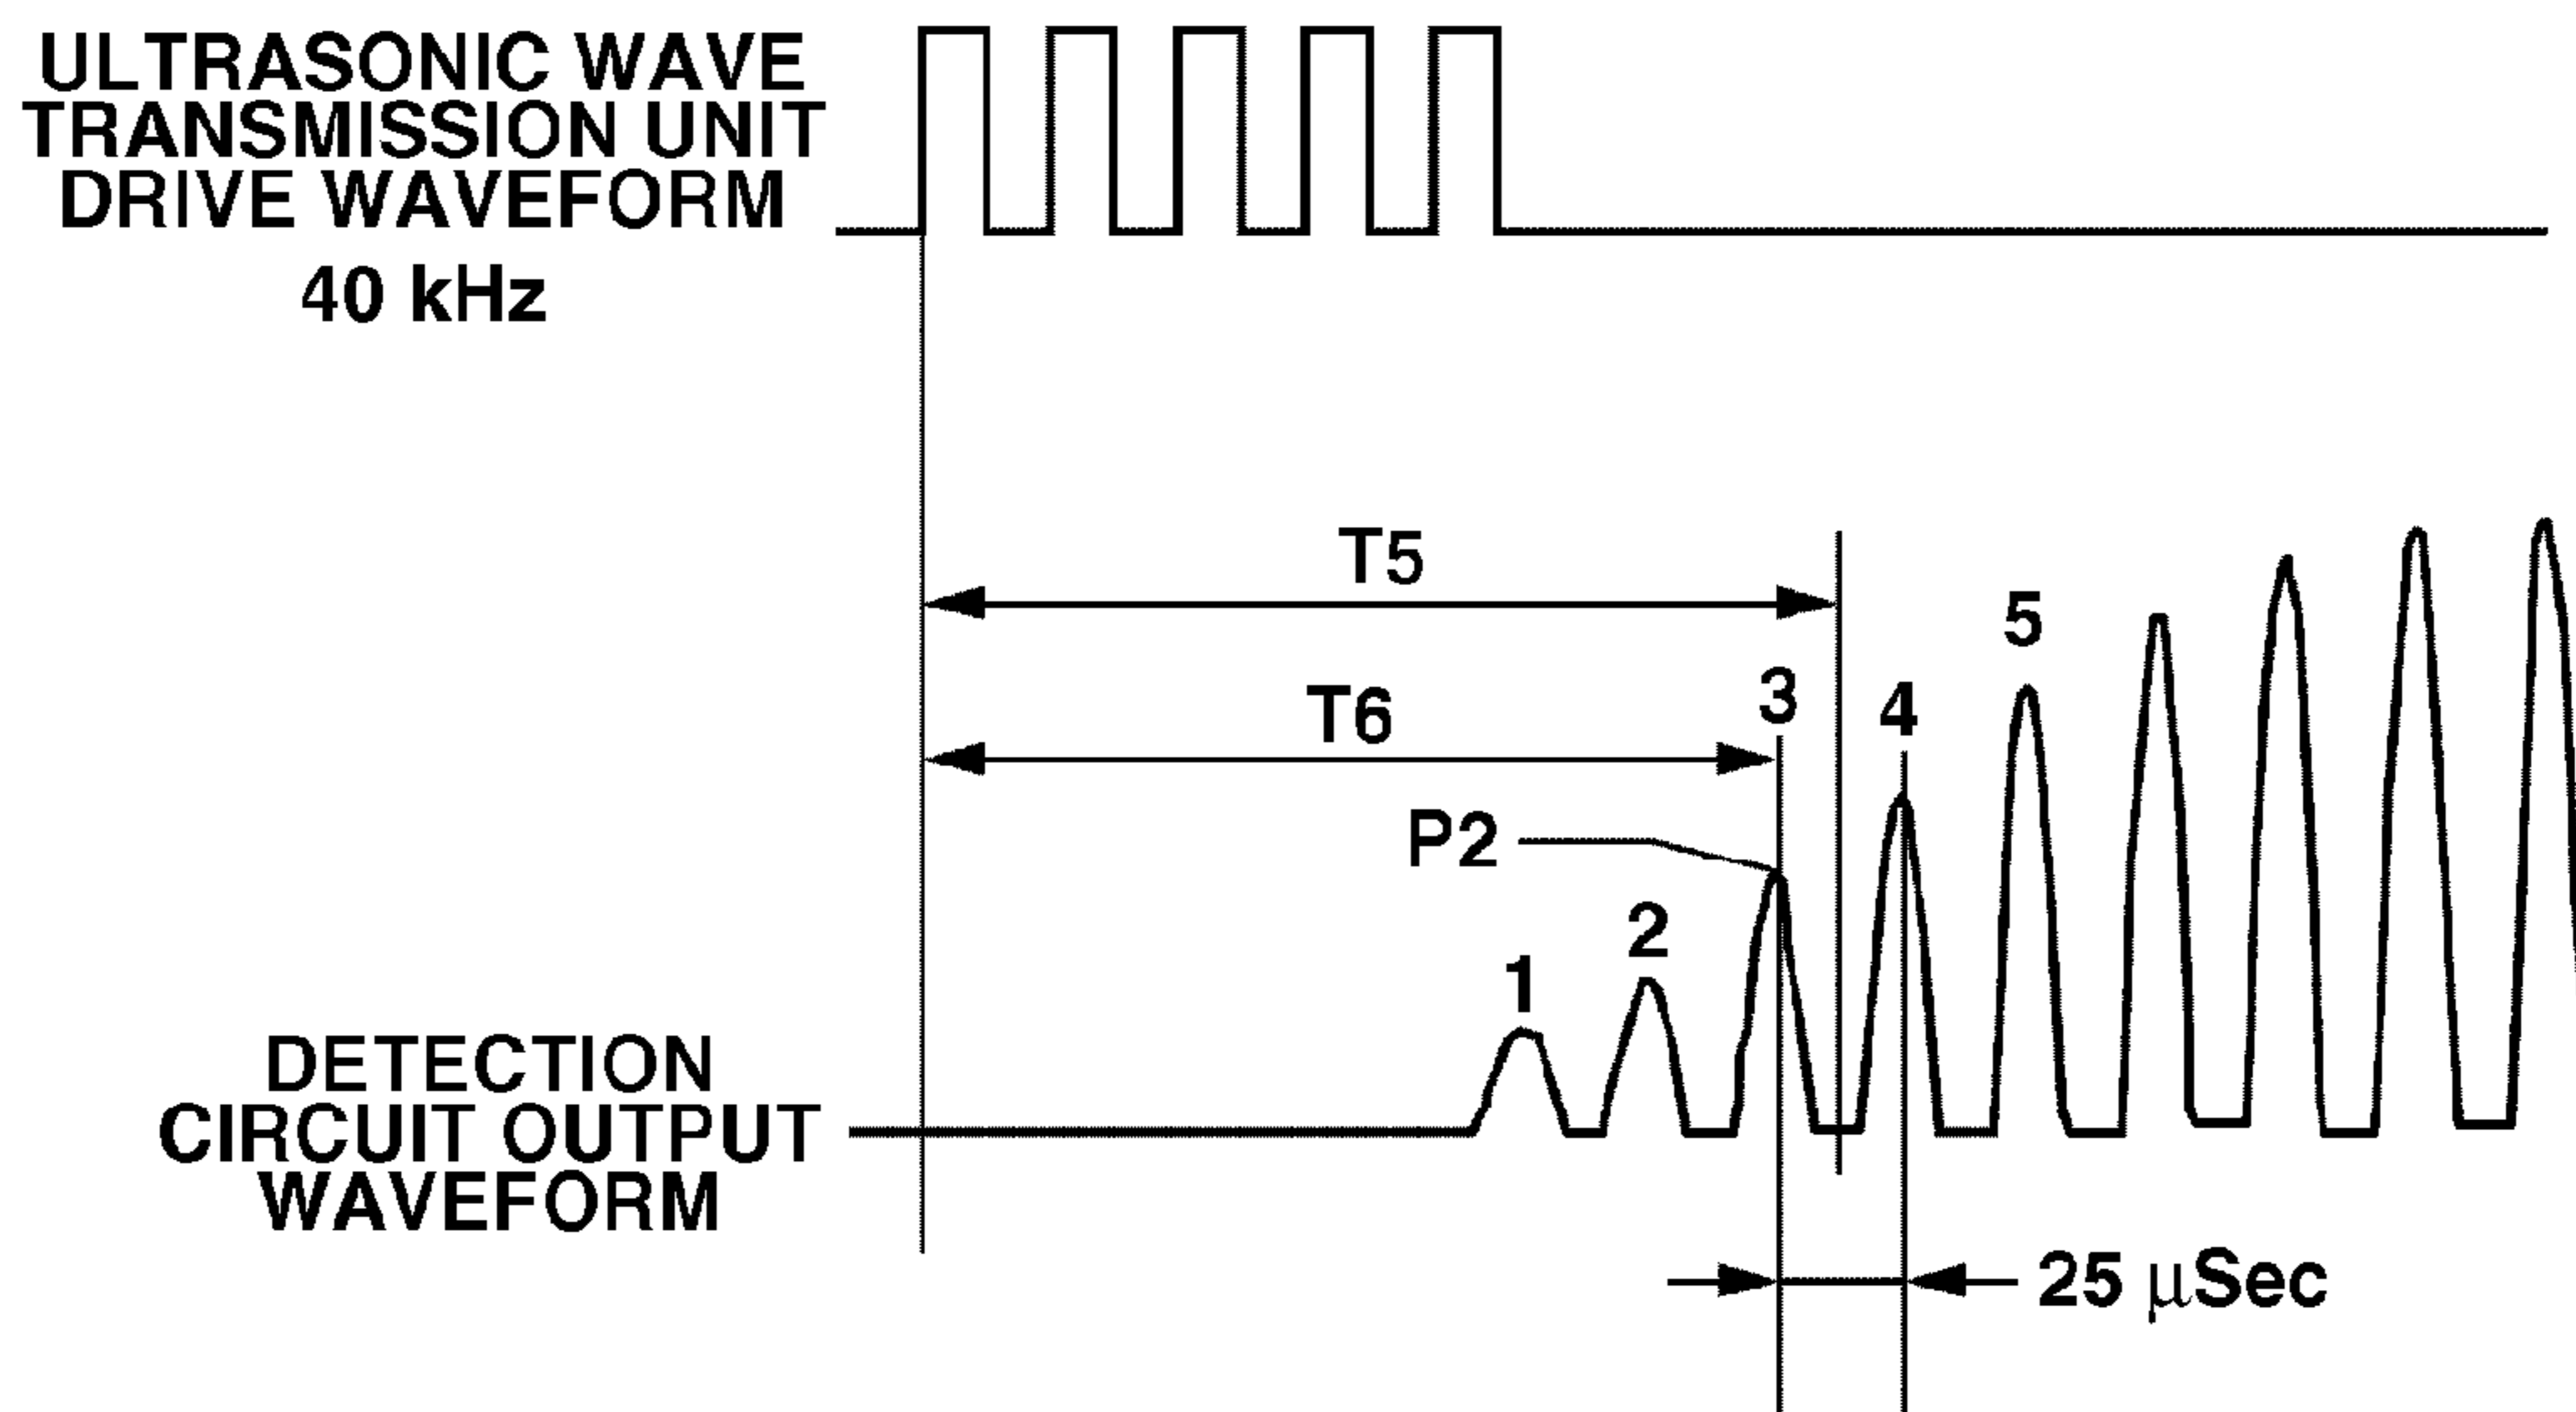 ULTRASONIC WAVE
TRANSMISSION UNIT
DRIVE WAVEFORM
40 kHz
T5
5
3
4
T6
P2
2
1
DETECTION
CIRCUIT OUTPUT
WAVEFORM
25 μSec